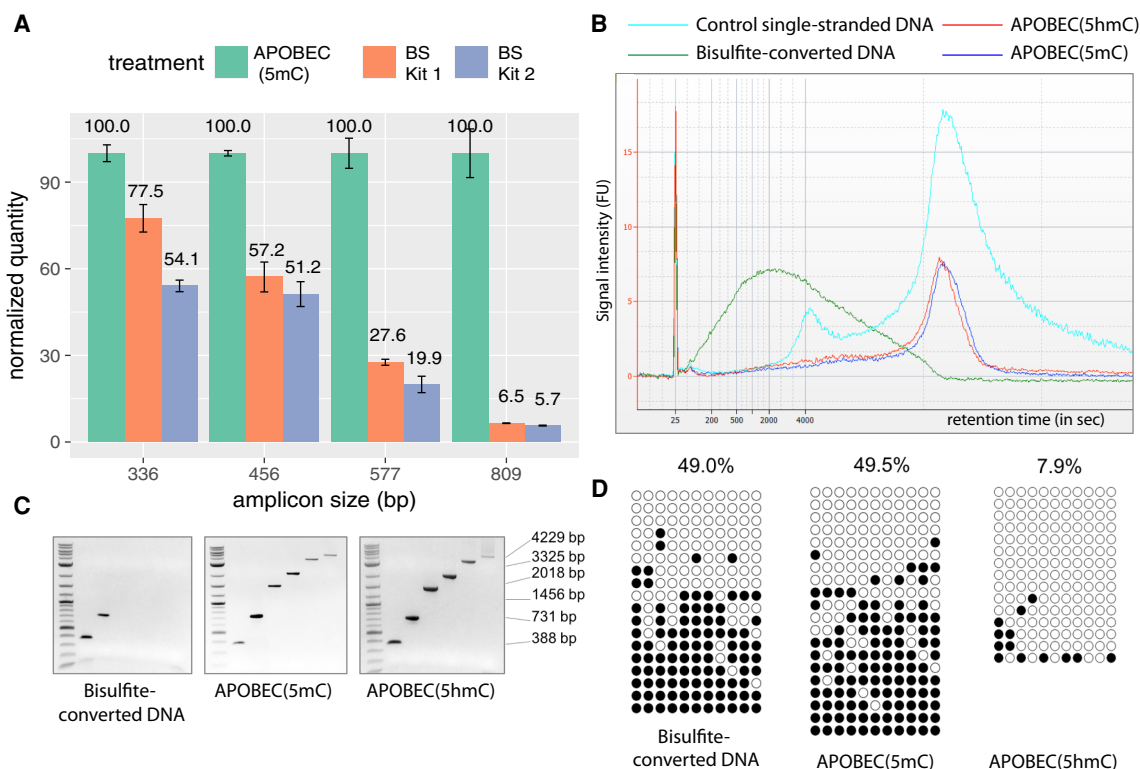 A
treatment
APOBEC
(5mC)
BS
Kit 1
BS
Kit 2
normalized quantity
90
60
30
0
100.0
77.5
54.1
100.0
57.2
51.2
100.0
27.6
19.9
100.0
6.5
5.7
336
456
577
809
amplicon size (bp)
B
Control single-stranded DNA
APOBEC(5hmC)
Bisulfite-converted DNA
APOBEC(5mC)
Signal intensity (FU)
15
10
5
0
25
200
500
2000
4000
retention time (in sec)
C
4229 bp
3325 bp
2018 bp
1456 bp
731 bp
388 bp
Bisulfite-
converted DNA
APOBEC(5mC)
APOBEC(5hmC)
D
49.0%
49.5%
7.9%
Bisulfite-
converted DNA
APOBEC(5mC)
APOBEC(5hmC)